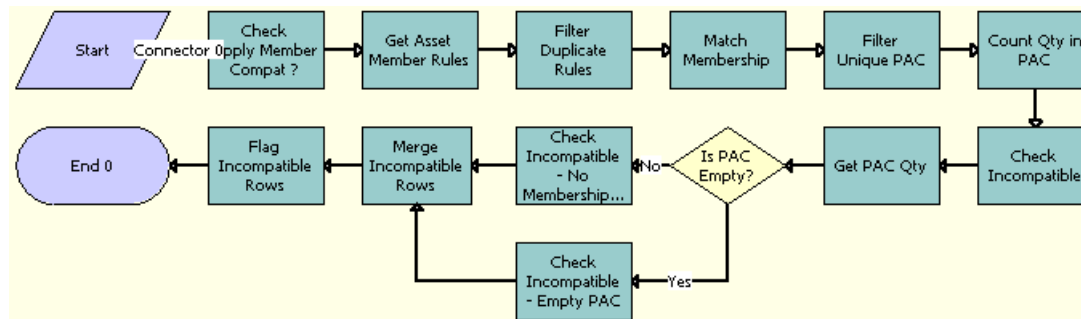 Start
Connector 0
Check
pply Member
Compat ?
Get Asset
Member Rules
Filter
Duplicate
Rules
Match
Membership
Filter
Unique PAC
Count Qty in
PAC
End 0
Flag
Incompatible
Rows
Merge
Incompatible
Rows
Check
Incompatible
- No
Membership...
No
Is PAC
Empty?
Get PAC Qty
Check
Incompatible
Check
Incompatible
- Empty PAC
Yes